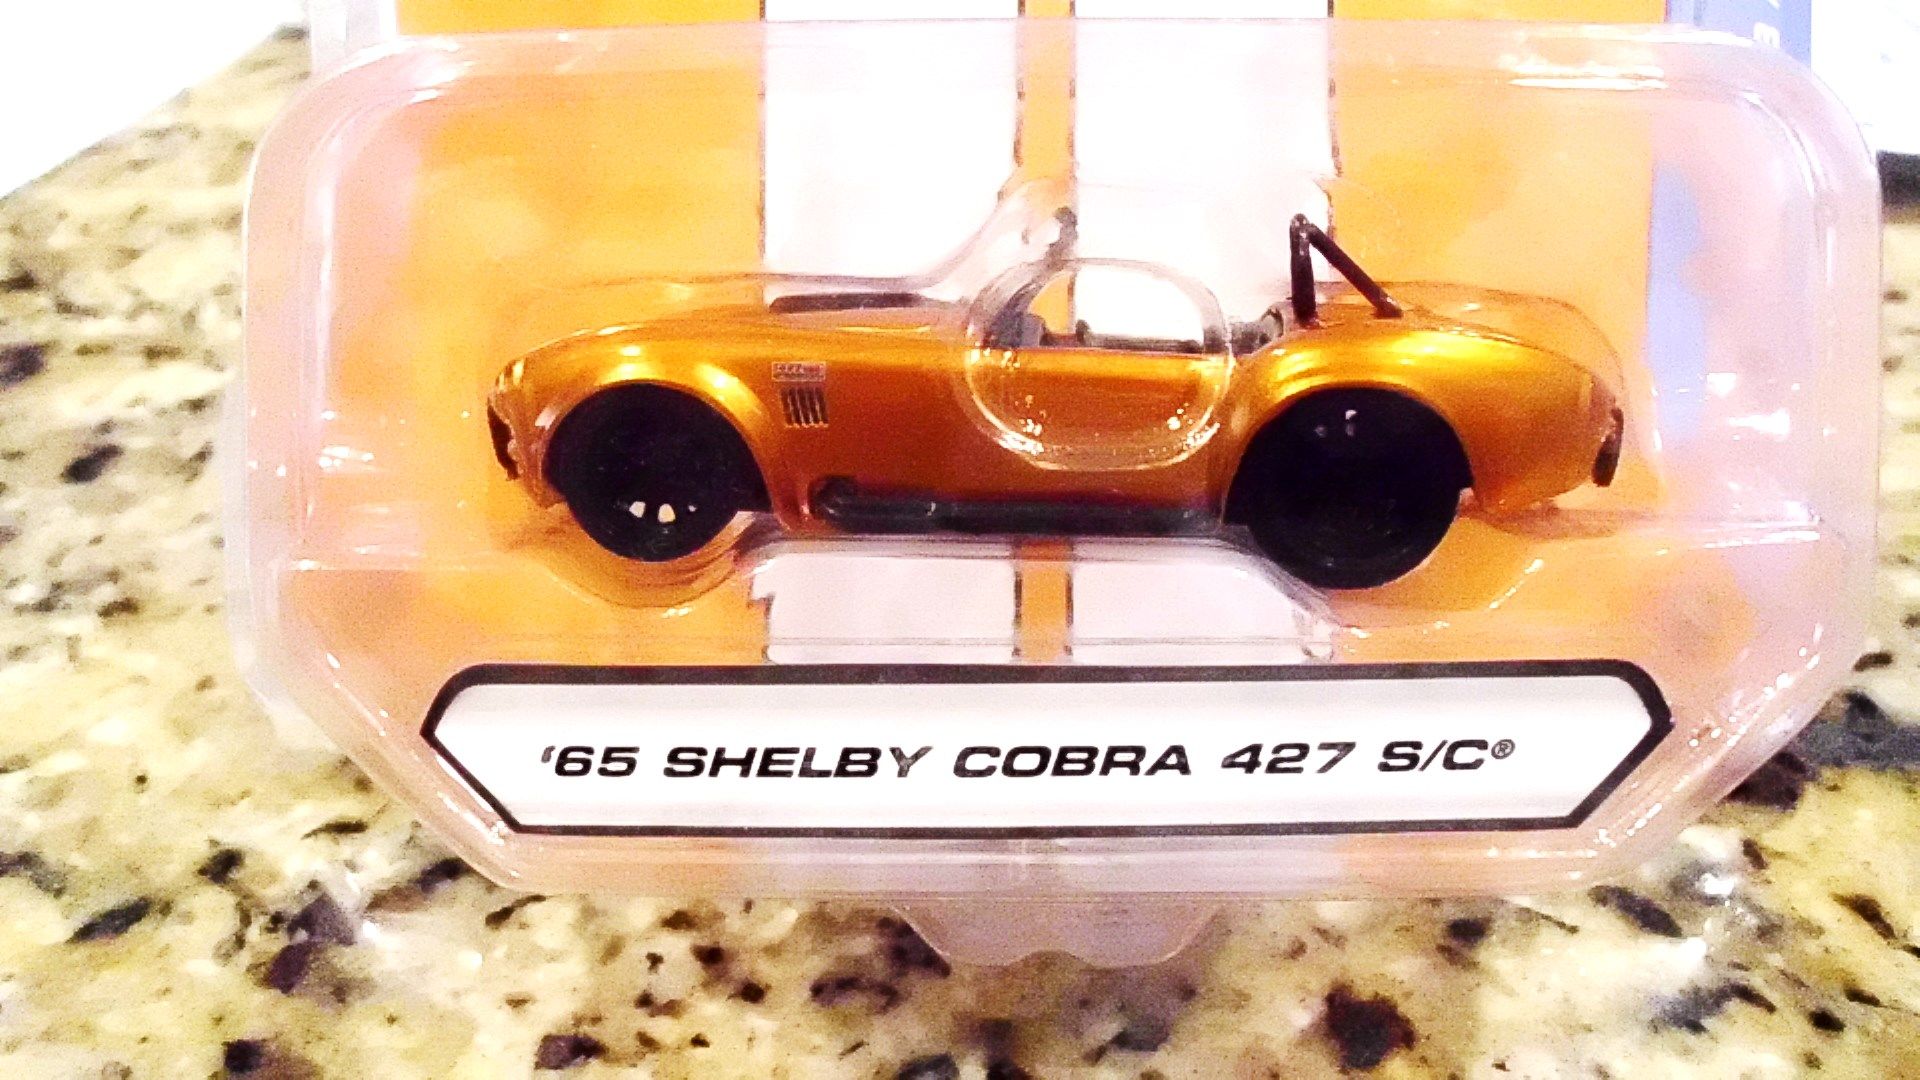 '65 SHELBY COBRA 427 S/C®